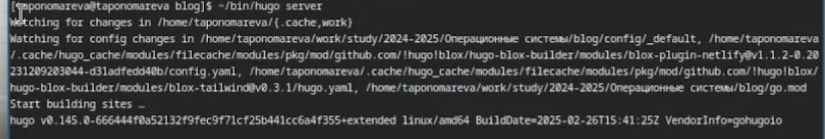 [taponomareva@taponomareva blog]$ ~/bin/hugo server
Watching for changes in /home/taponomareva/{.cache,work}
Watching for config changes in /home/taponomareva/work/study/2024-2025/Операционные системы/blog/config/_default, /home/taponomareva
/.cache/hugo_cache/modules/filecache/modules/pkg/mod/github.com/!hugo!blox/hugo-blox-builder/modules/blox-plugin-netlify@v1.1.2-0.20
231209203044-d31adfedd40b/config.yaml, /home/taponomareva/.cache/hugo_cache/modules/filecache/modules/pkg/mod/github.com/!hugo!blox/
hugo-blox-builder/modules/blox-tailwind@v0.3.1/hugo.yaml, /home/taponomareva/work/study/2024-2025/Операционные системы/blog/go.mod
Start building sites …
hugo v0.145.0-666444f0a52132f9fec9f71cf25b441cc6a4f355+extended linux/amd64 BuildDate=2025-02-26T15:41:25Z VendorInfo=gohugoio